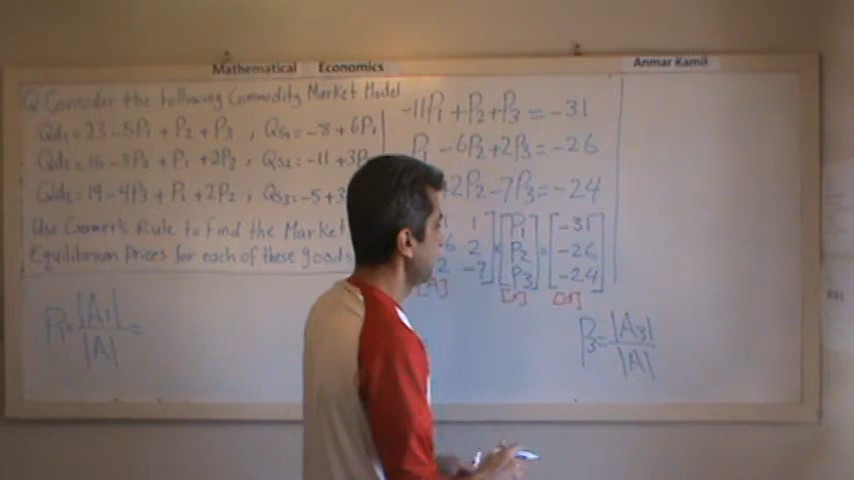 Mathematical Economics
Anmar Kamil
Q Consider the following Commodity Market Model
Qd1 = 23 - 5P1 + P2 + P3 , Qs1 = -8 + 6P1
Qd2 = 15 - 3P2 + P1 + 2P3 , Qs2 = -11 + 3P
Qd3 = 19 - 4P3 + P1 + 2P2 , Qs3 = -5 + 3
Use Cramer's Rule to Find the Market
Equilibrium Prices for each of these goods
-11P1 + P2 + P3 = -31
P1 - 6P2 + 2P3 = -26
2P2 - 7P3 = -24
1 1 P1 = -31
6 2 P2 -26
2 -7 P3 -24
[A] [d]
P1 = |A1| / |A| =
P3 = |A3| / |A|